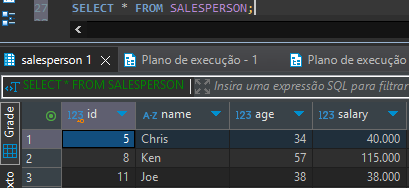 27 SELECT * FROM SALESPERSON;
salesperson 1 Plano de execução - 1 Plano de execução
SELECT * FROM SALESPERSON Insira uma expressão SQL para filtrar
Grade
123 id A-Z name 123 age 123 salary
1 5 Chris 34 40.000
2 8 Ken 57 115.000
3 11 Joe 38 38.000